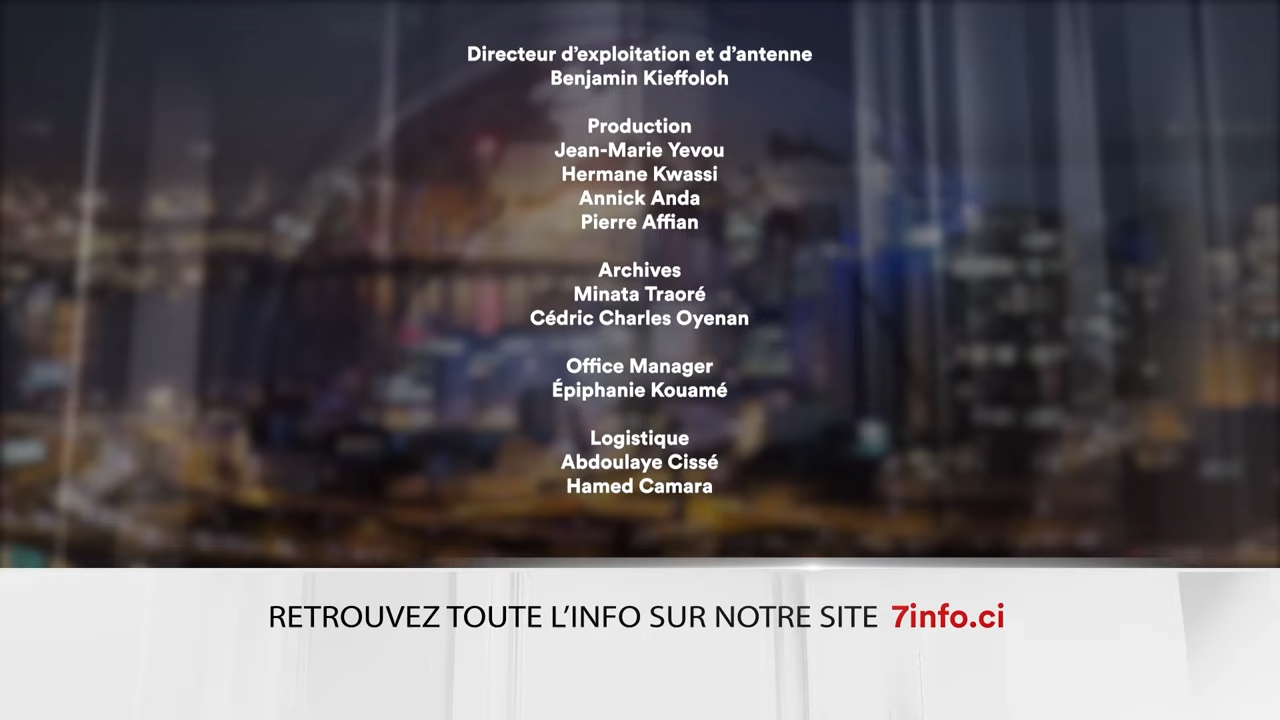 Directeur d’exploitation et d’antenne
Benjamin Kieffoloh
Production
Jean-Marie Yevou
Hermane Kwassi
Annick Anda
Pierre Affian
Archives
Minata Traoré
Cédric Charles Oyenan
Office Manager
Épiphanie Kouamé
Logistique
Abdoulaye Cissé
Hamed Camara
RETROUVEZ TOUTE L’INFO SUR NOTRE SITE 7info.ci